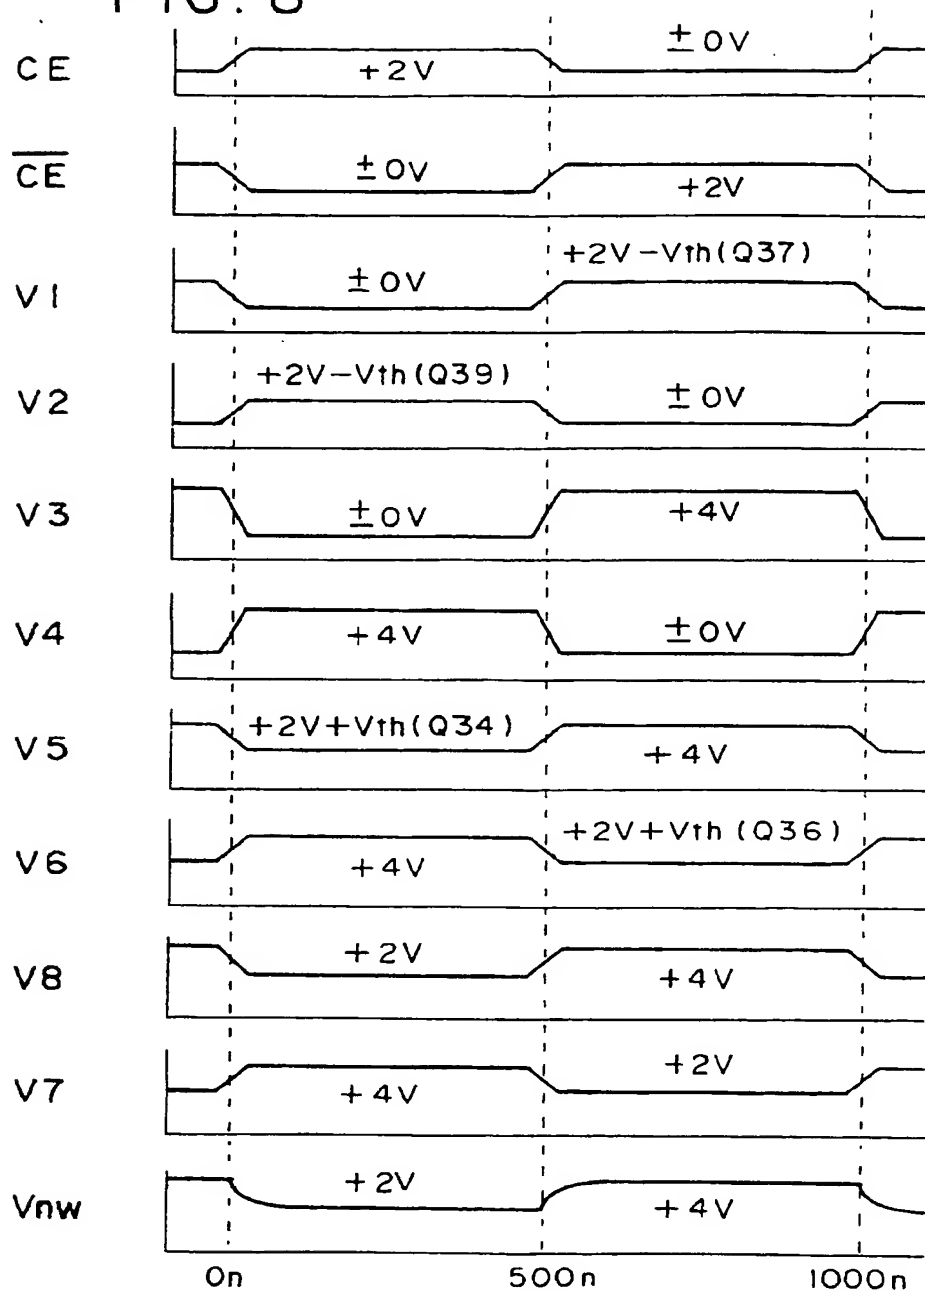 CE +2V ±0V
C̅E̅ ±0V +2V
V1 ±0V +2V-Vth(Q37)
V2 +2V-Vth(Q39) ±0V
V3 ±0V +4V
V4 +4V ±0V
V5 +2V+Vth(Q34) +4V
V6 +4V +2V+Vth(Q36)
V8 +2V +4V
V7 +4V +2V
Vnw +2V +4V
0n 500n 1000n